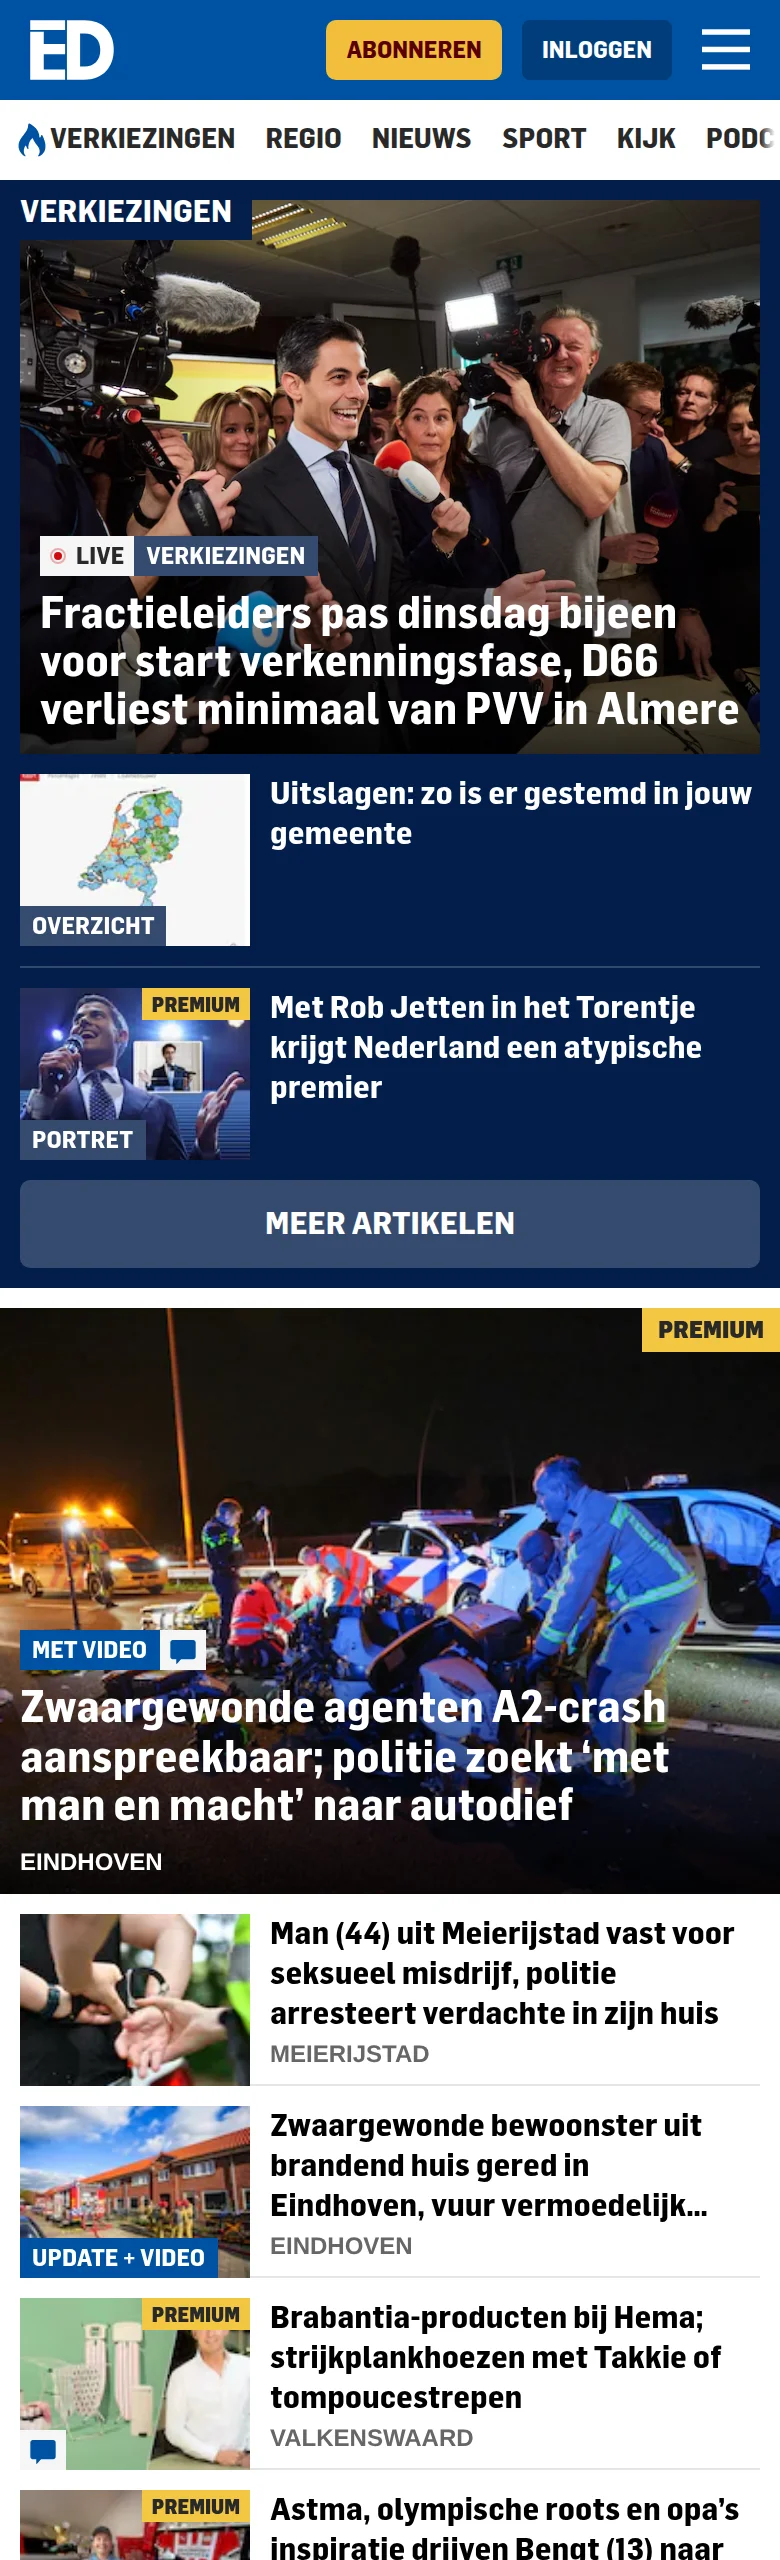 ED
ABONNEREN
INLOGGEN
VERKIEZINGEN
REGIO
NIEUWS
SPORT
KIJK
PODC
VERKIEZINGEN
LIVE
VERKIEZINGEN
Fractieleiders pas dinsdag bijeen
voor start verkenningsfase, D66
verliest minimaal van PVV in Almere
Uitslagen: zo is er gestemd in jouw
gemeente
OVERZICHT
PREMIUM
Met Rob Jetten in het Torentje
krijgt Nederland een atypische
premier
PORTRET
MEER ARTIKELEN
PREMIUM
MET VIDEO
Zwaargewonde agenten A2-crash
aanspreekbaar; politie zoekt ‘met
man en macht’ naar autodief
EINDHOVEN
Man (44) uit Meierijstad vast voor
seksueel misdrijf, politie
arresteert verdachte in zijn huis
MEIERIJSTAD
Zwaargewonde bewoonster uit
brandend huis gered in
Eindhoven, vuur vermoedelijk...
UPDATE + VIDEO
EINDHOVEN
PREMIUM
Brabantia-producten bij Hema;
strijkplankhoezen met Takkie of
tompoucestrepen
VALKENSWAARD
PREMIUM
Astma, olympische roots en opa’s
inspiratie drijven Bengt (13) naar